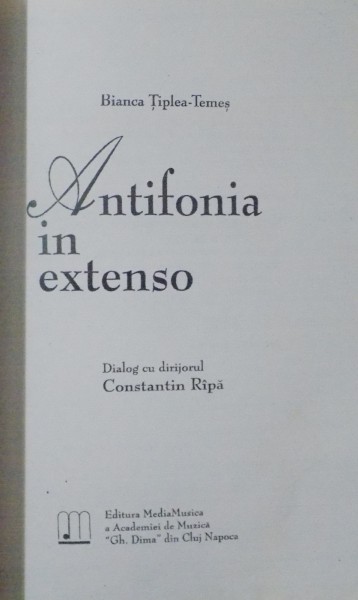 Bianca Țiplea-Temeș
Antifonia
in
extenso
Dialog cu dirijorul
Constantin Rîpă
Editura MediaMuzica
a Academiei de Muzică
"Gh. Dima" din Cluj Napoca